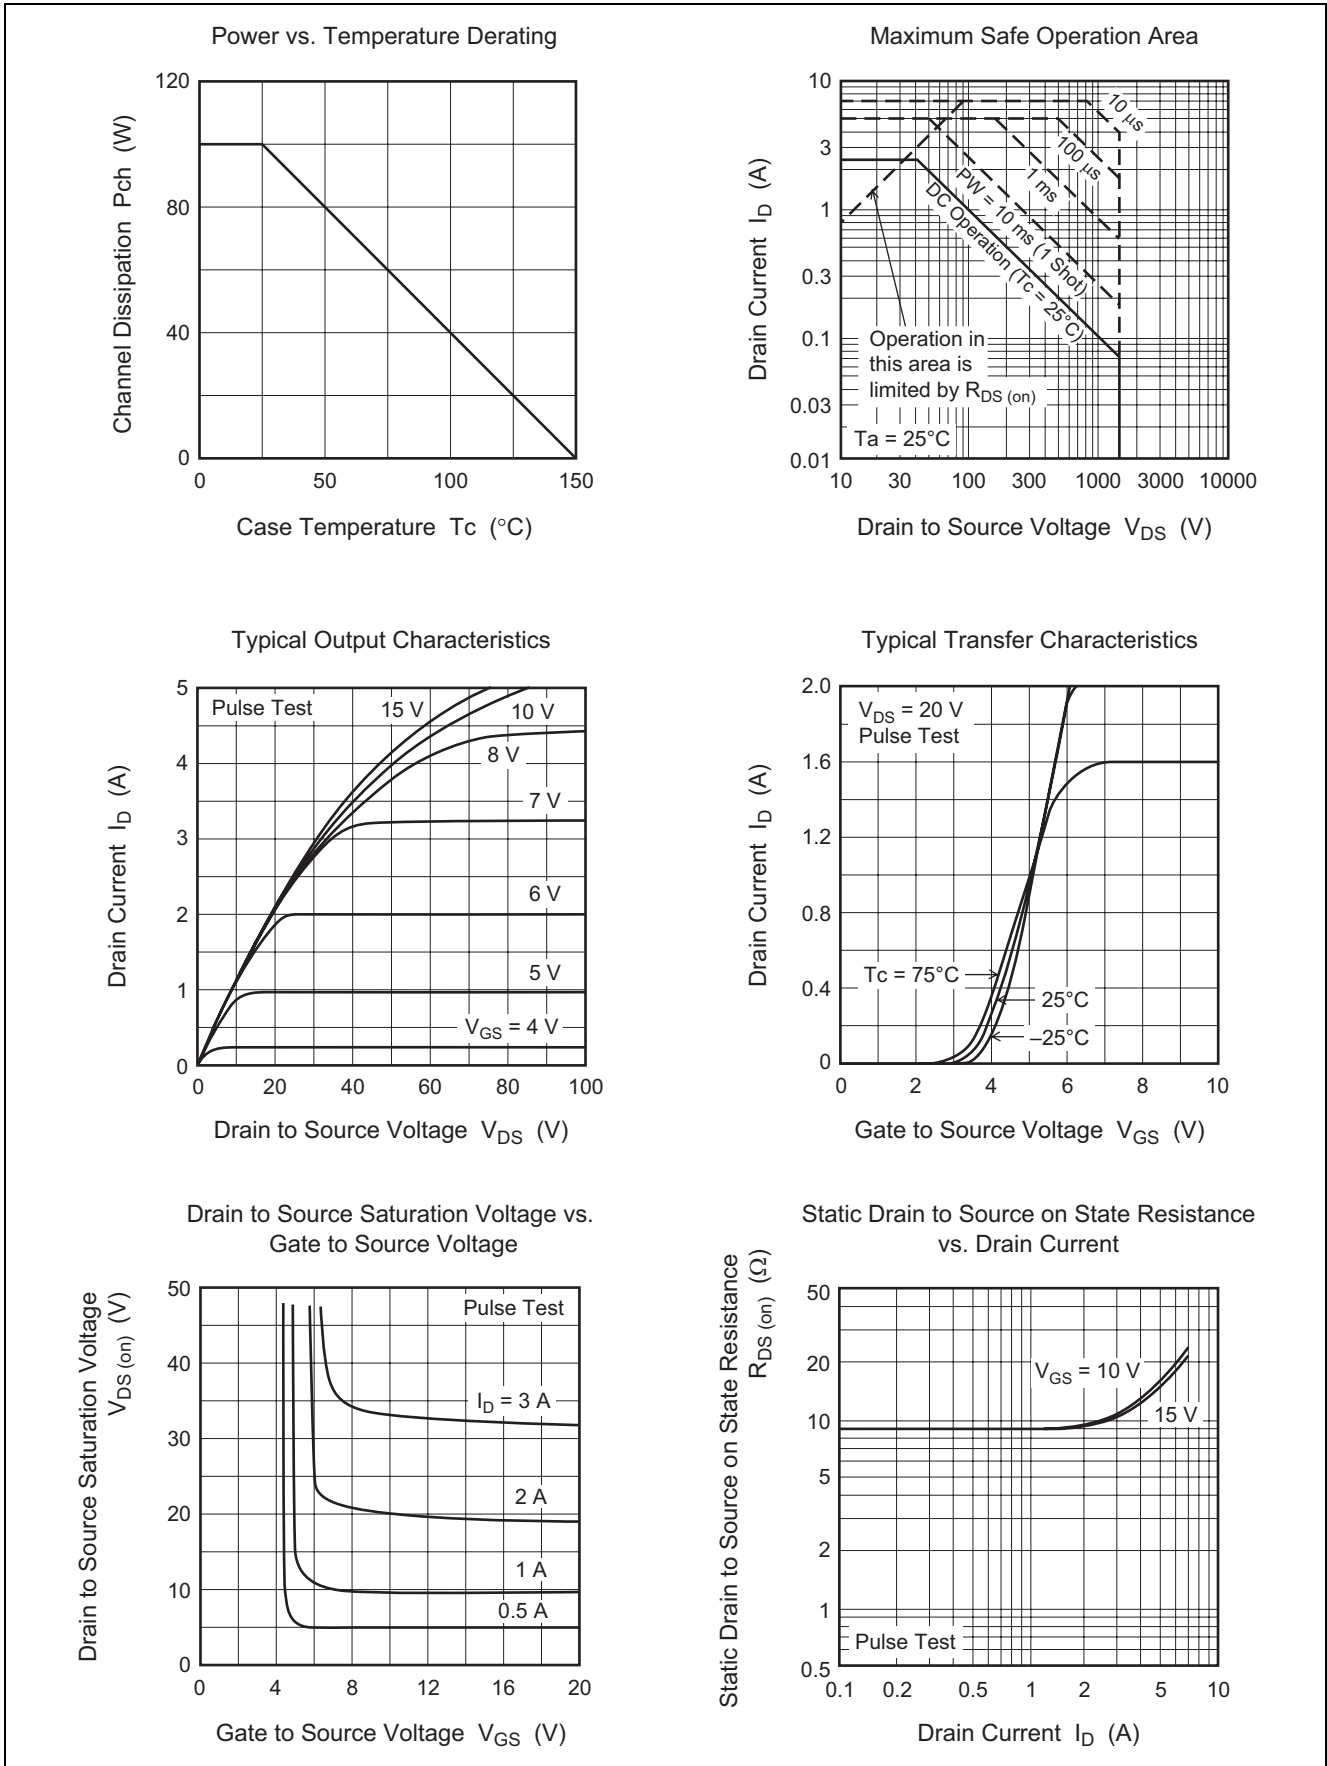 Power vs. Temperature Derating
Channel Dissipation Pch (W)
120
80
40
0
0 50 100 150
Case Temperature Tc (°C)
Maximum Safe Operation Area
Drain Current ID (A)
10
3
1
0.3
0.1
0.03
0.01
10 μs
100 μs
1 ms
PW = 10 ms (1 Shot)
DC Operation (Tc = 25°C)
Operation in
this area is
limited by RDS (on)
Ta = 25°C
10 30 100 300 1000 3000 10000
Drain to Source Voltage VDS (V)
Typical Output Characteristics
Drain Current ID (A)
5
4
3
2
1
0
Pulse Test
15 V
10 V
8 V
7 V
6 V
5 V
VGS = 4 V
0 20 40 60 80 100
Drain to Source Voltage VDS (V)
Typical Transfer Characteristics
Drain Current ID (A)
2.0
1.6
1.2
0.8
0.4
0
VDS = 20 V
Pulse Test
Tc = 75°C
25°C
–25°C
0 2 4 6 8 10
Gate to Source Voltage VGS (V)
Drain to Source Saturation Voltage vs.
Gate to Source Voltage
Drain to Source Saturation Voltage
VDS (on) (V)
50
40
30
20
10
0
Pulse Test
ID = 3 A
2 A
1 A
0.5 A
0 4 8 12 16 20
Gate to Source Voltage VGS (V)
Static Drain to Source on State Resistance
vs. Drain Current
Static Drain to Source on State Resistance
RDS (on) (Ω)
50
20
10
5
2
1
0.5
VGS = 10 V
15 V
Pulse Test
0.1 0.2 0.5 1 2 5 10
Drain Current ID (A)